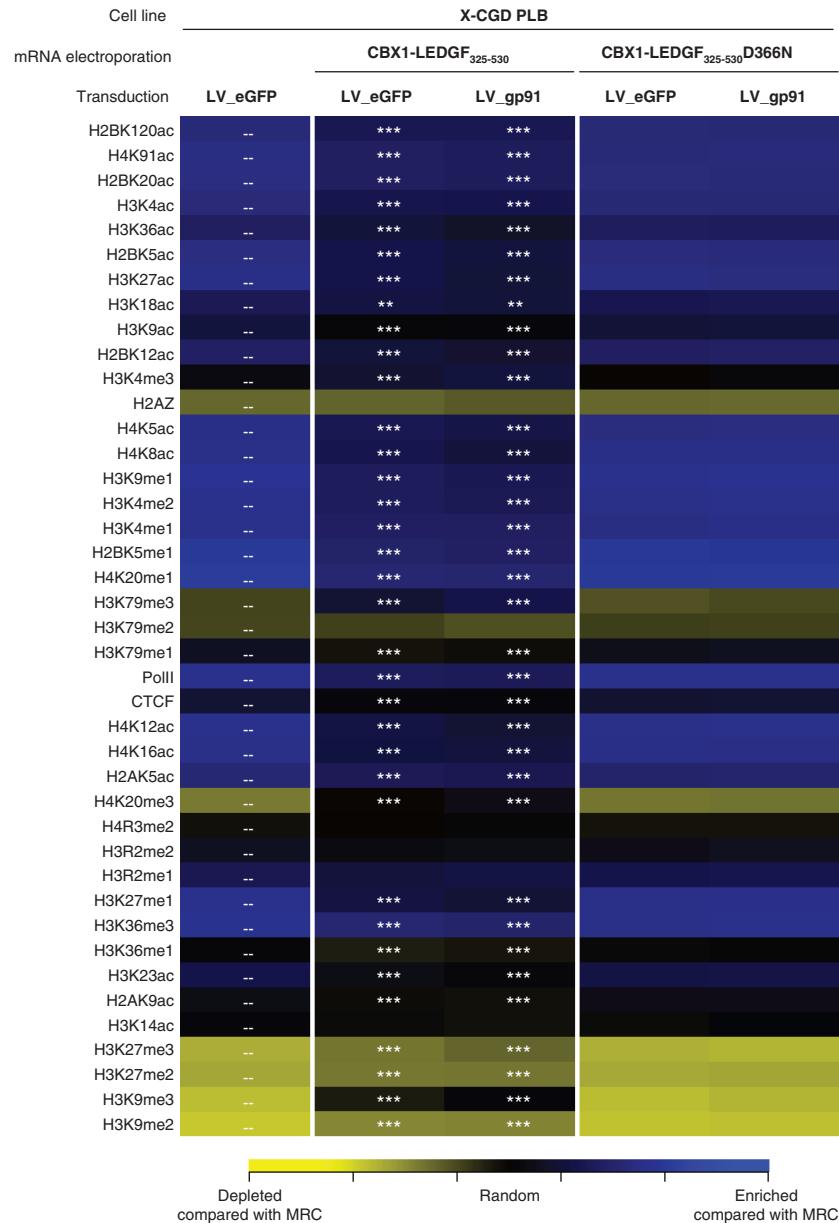 Cell line X-CGD PLB
mRNA electroporation CBX1-LEDGF325-530 CBX1-LEDGF325-530D366N
Transduction LV_eGFP LV_eGFP LV_gp91 LV_eGFP LV_gp91
H2BK120ac -- *** ***
H4K91ac -- *** ***
H2BK20ac -- *** ***
H3K4ac -- *** ***
H3K36ac -- *** ***
H2BK5ac -- *** ***
H3K27ac -- *** ***
H3K18ac -- ** **
H3K9ac -- *** ***
H2BK12ac -- *** ***
H3K4me3 -- *** ***
H2AZ --
H4K5ac -- *** ***
H4K8ac -- *** ***
H3K9me1 -- *** ***
H3K4me2 -- *** ***
H3K4me1 -- *** ***
H2BK5me1 -- *** ***
H4K20me1 -- *** ***
H3K79me3 -- *** ***
H3K79me2 --
H3K79me1 -- *** ***
PolII -- *** ***
CTCF -- *** ***
H4K12ac -- *** ***
H4K16ac -- *** ***
H2AK5ac -- *** ***
H4K20me3 -- *** ***
H4R3me2 --
H3R2me2 --
H3R2me1 --
H3K27me1 -- *** ***
H3K36me3 -- *** ***
H3K36me1 -- *** ***
H3K23ac -- *** ***
H2AK9ac -- *** ***
H3K14ac --
H3K27me3 -- *** ***
H3K27me2 -- *** ***
H3K9me3 -- *** ***
H3K9me2 -- *** ***
Depleted Random Enriched
compared with MRC compared with MRC